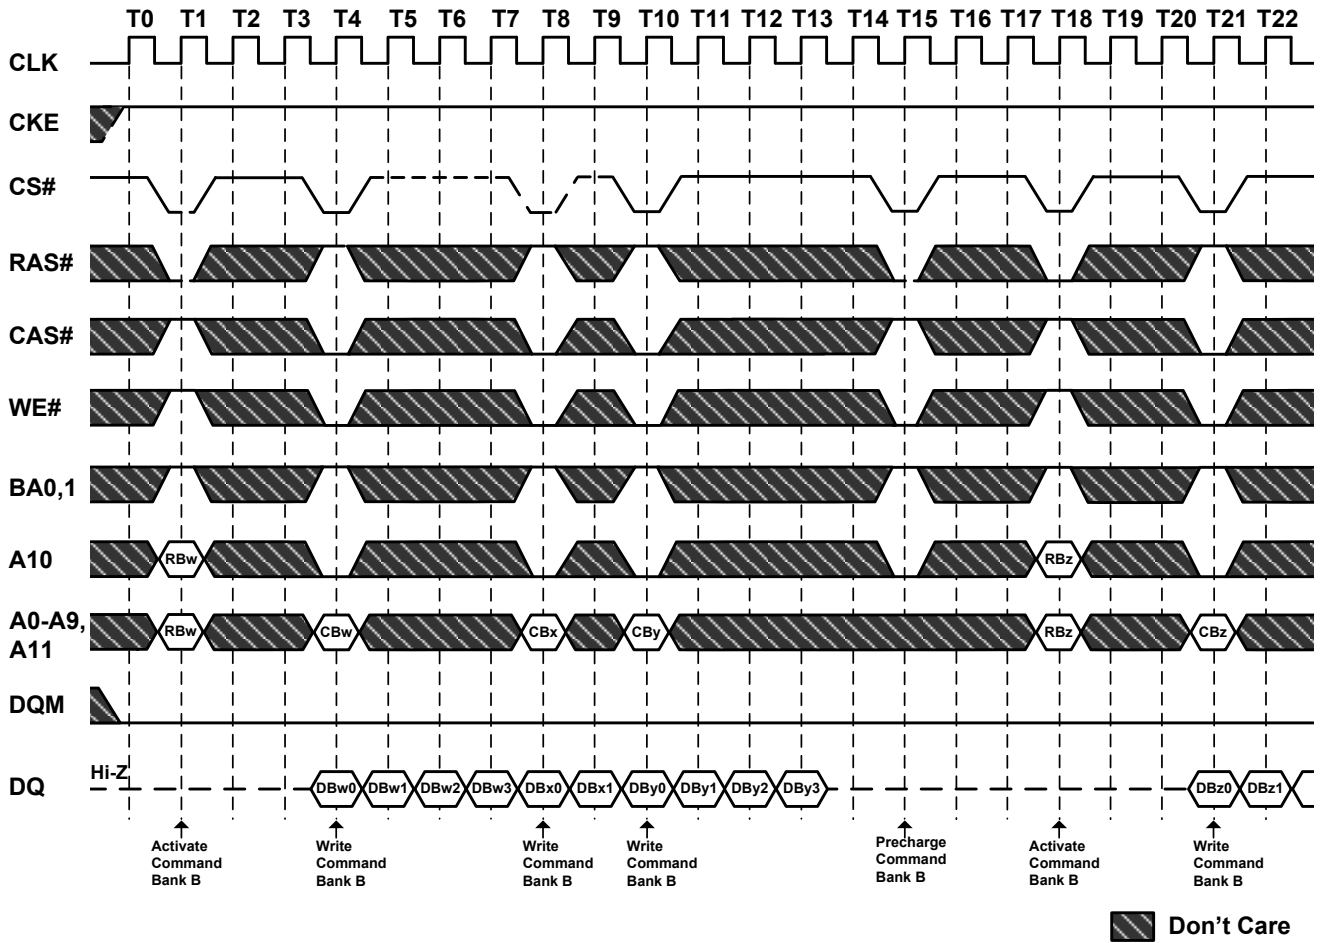 T0 T1 T2 T3 T4 T5 T6 T7 T8 T9 T10 T11 T12 T13 T14 T15 T16 T17 T18 T19 T20 T21 T22
CLK
CKE
CS#
RAS#
CAS#
WE#
BA0,1
A10 RBw RBz
A0-A9,
A11
RBw CBw CBx CBy RBz CBz
DQM
Hi-Z
DQ DBw0 DBw1 DBw2 DBw3 DBx0 DBx1 DBy0 DBy1 DBy2 DBy3 DBz0 DBz1
Activate
Command
Bank B
Write
Command
Bank B
Write
Command
Bank B
Write
Command
Bank B
Precharge
Command
Bank B
Activate
Command
Bank B
Write
Command
Bank B
Don't Care